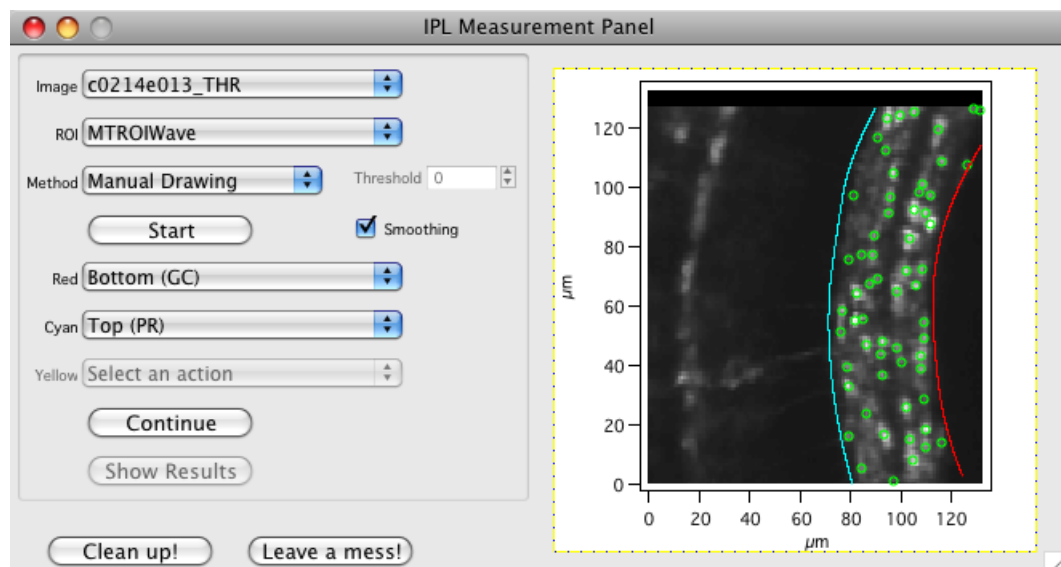 IPL Measurement Panel
Image c0214e013_THR
ROI MTROIWave
Method Manual Drawing Threshold 0
Start Smoothing
Red Bottom (GC)
Cyan Top (PR)
Yellow Select an action
Continue
Show Results
Clean up! Leave a mess!
120
100
80
60
40
20
0
µm
0 20 40 60 80 100 120
µm